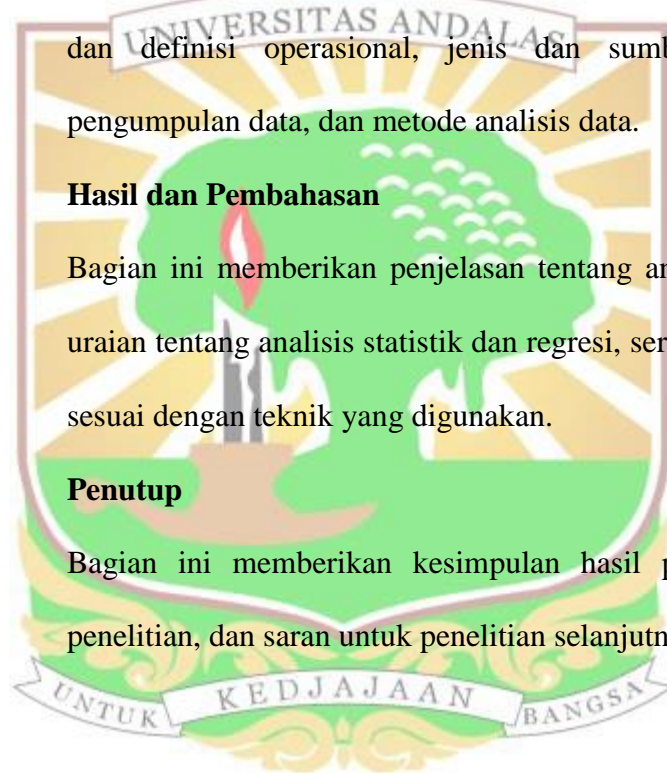 UNIVERSITAS ANDALAS
dan definisi operasional, jenis dan sumb
pengumpulan data, dan metode analisis data.
Hasil dan Pembahasan
Bagian ini memberikan penjelasan tentang
uraian tentang analisis statistik dan regresi, ser
sesuai dengan teknik yang digunakan.
Penutup
Bagian ini memberikan kesimpulan hasil p
penelitian, dan saran untuk penelitian selanjutn
UNTUK KEDJAJAAN BANGSA